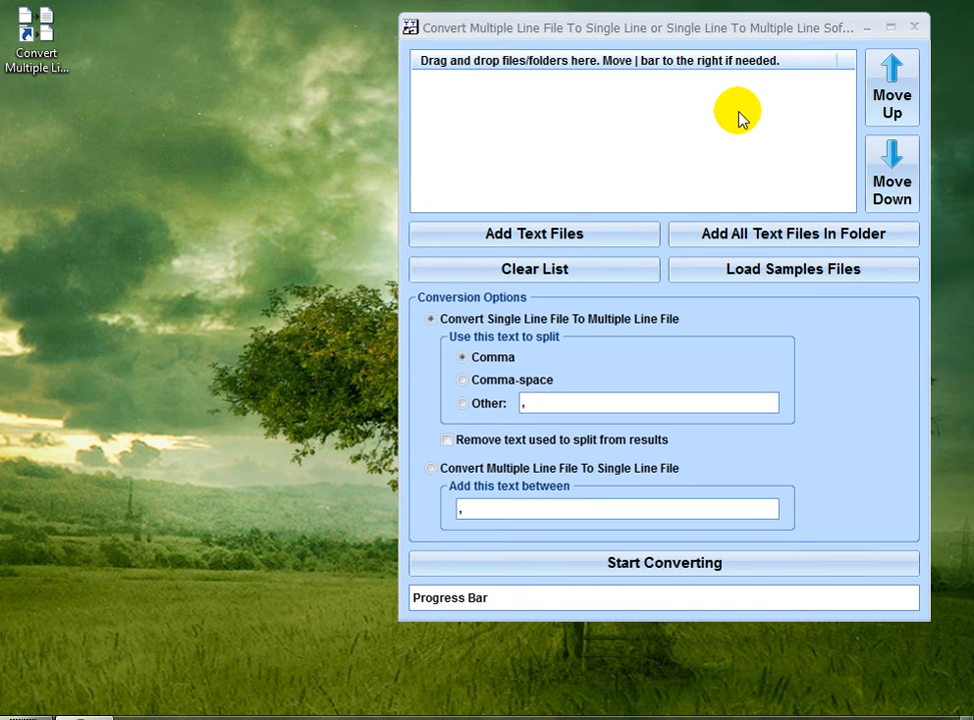 Convert
Multiple Li...
Convert Multiple Line File To Single Line or Single Line To Multiple Line Sof...
Drag and drop files/folders here. Move | bar to the right if needed.
Move
Up
Move
Down
Add Text Files
Add All Text Files In Folder
Clear List
Load Samples Files
Conversion Options
Convert Single Line File To Multiple Line File
Use this text to split
Comma
Comma-space
Other: ,
Remove text used to split from results
Convert Multiple Line File To Single Line File
Add this text between
,
Start Converting
Progress Bar